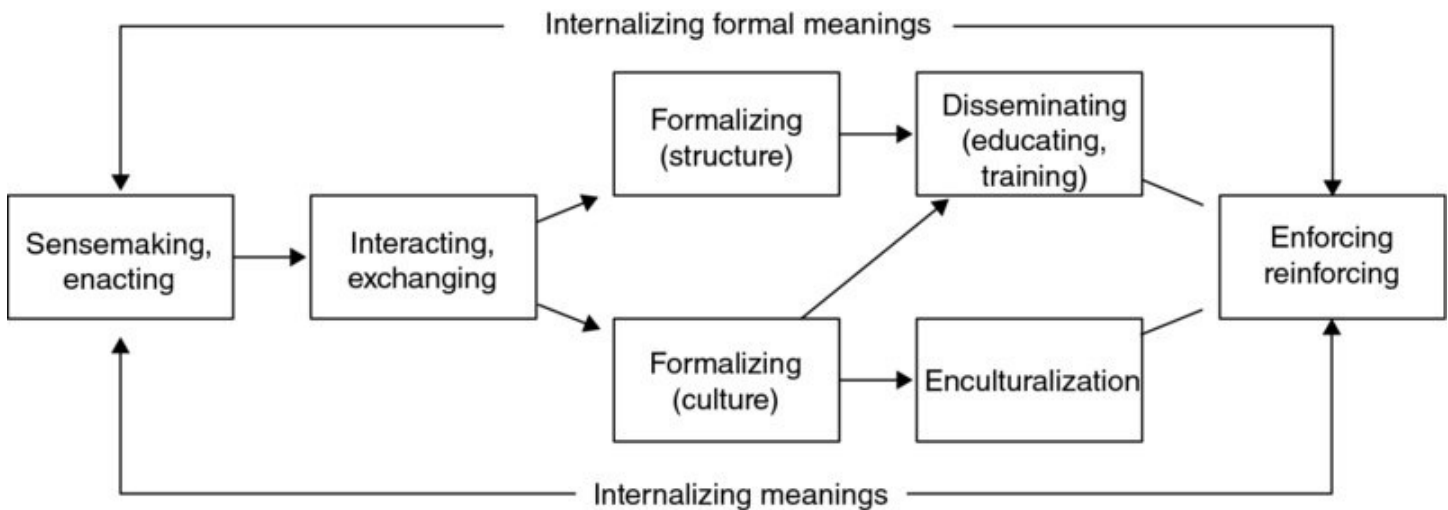 Internalizing formal meanings
Formalizing
(structure)
Disseminating
(educating,
training)
Sensemaking,
enacting
Interacting,
exchanging
Enforcing
reinforcing
Formalizing
(culture)
Enculturalization
Internalizing meanings